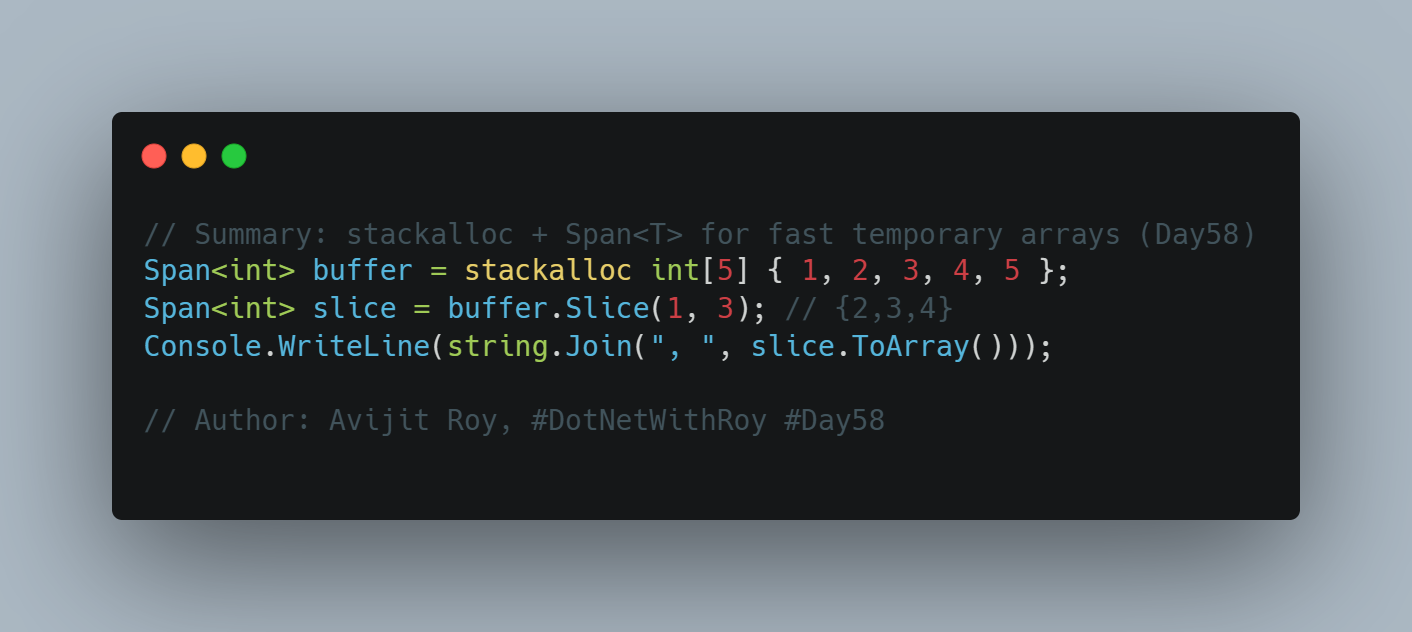 // Summary: stackalloc + Span<T> for fast temporary arrays (Day58)
Span<int> buffer = stackalloc int[5] { 1, 2, 3, 4, 5 };
Span<int> slice = buffer.Slice(1, 3); // {2,3,4}
Console.WriteLine(string.Join(", ", slice.ToArray()));
// Author: Avijit Roy, #DotNetWithRoy #Day58